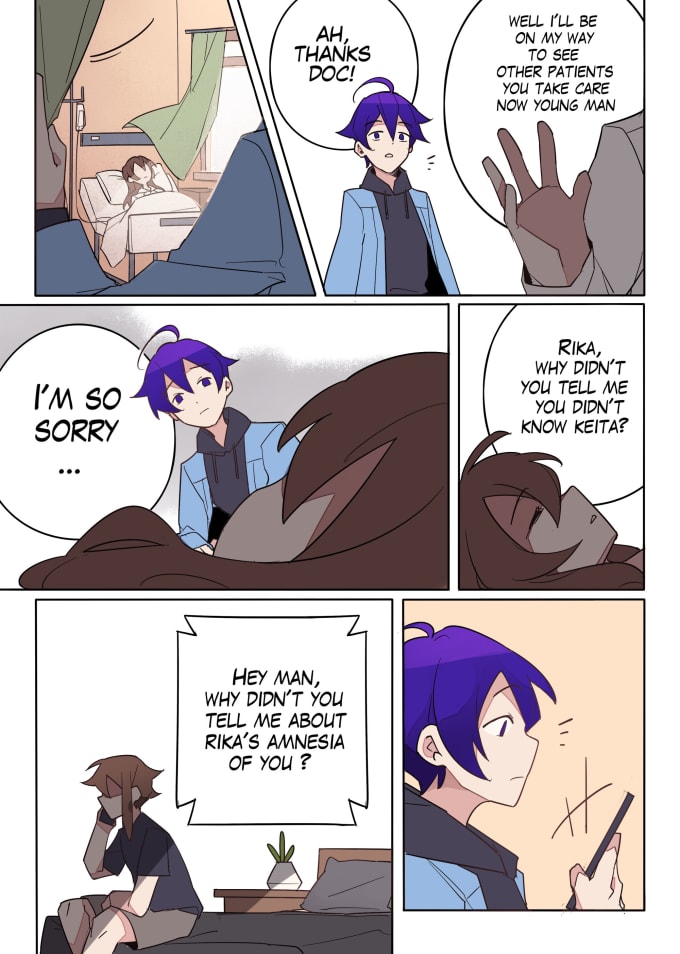 WELL I'LL BE
ON MY WAY
TO SEE
OTHER PATIENTS
YOU TAKE CARE
NOW YOUNG MAN
AH,
THANKS
DOC!
RIKA,
WHY DIDN'T
YOU TELL ME
YOU DIDN'T
KNOW KEITA?
I'M SO
SORRY
...
HEY MAN,
WHY DIDN'T YOU
TELL ME ABOUT
RIKA'S AMNESIA
OF YOU ?